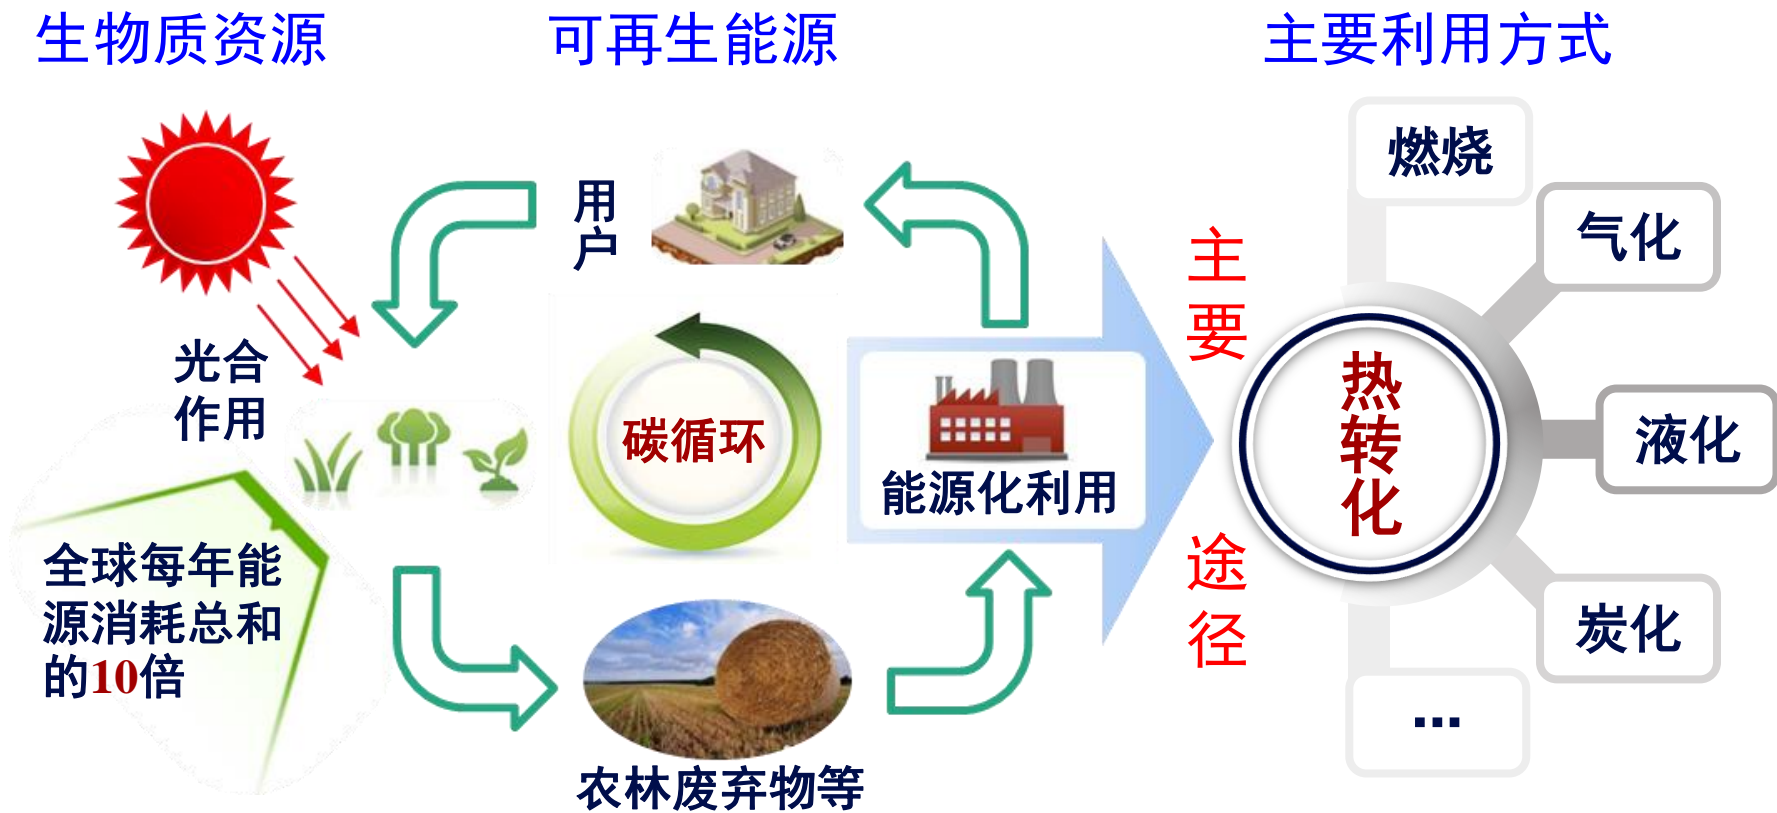 生物质资源
可再生能源
主要利用方式
光合
作用
全球每年能
源消耗总和
的10倍
用
户
碳循环
农林废弃物等
能源化利用
主
要
途
径
热
转
化
燃烧
气化
液化
炭化
...